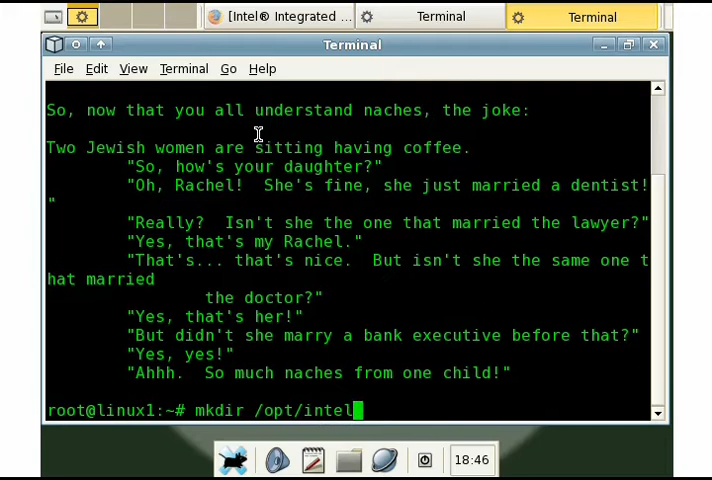 [Intel® Integrated ...
Terminal
Terminal
Terminal
File Edit View Terminal Go Help
So, now that you all understand naches, the joke:
Two Jewish women are sitting having coffee.
"So, how's your daughter?"
"Oh, Rachel!  She's fine, she just married a dentist!
"
"Really?  Isn't she the one that married the lawyer?"
"Yes, that's my Rachel."
"That's... that's nice.  But isn't she the same one t
hat married
the doctor?"
"Yes, that's her!"
"But didn't she marry a bank executive before that?"
"Yes, yes!"
"Ahhh.  So much naches from one child!"
root@linux1:~# mkdir /opt/intel
18:46